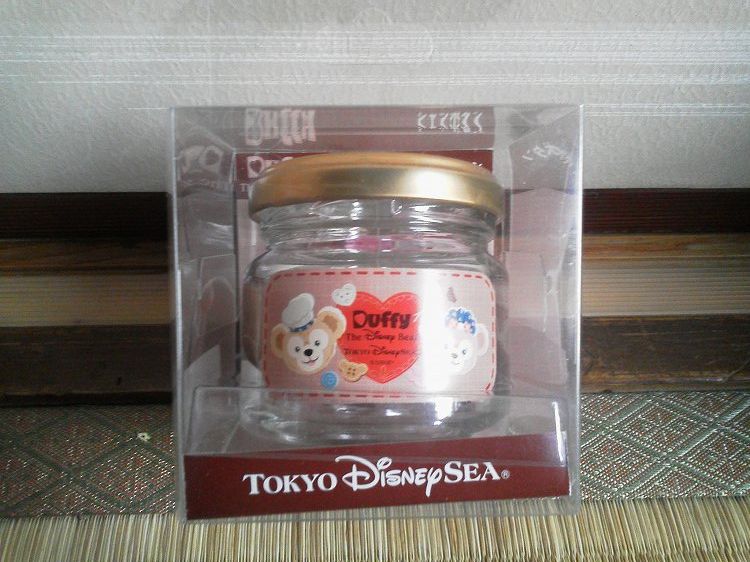 Duffy
The Disney Bear
TOKYO DISNEYSEA
TOKYO DISNEYSEA®